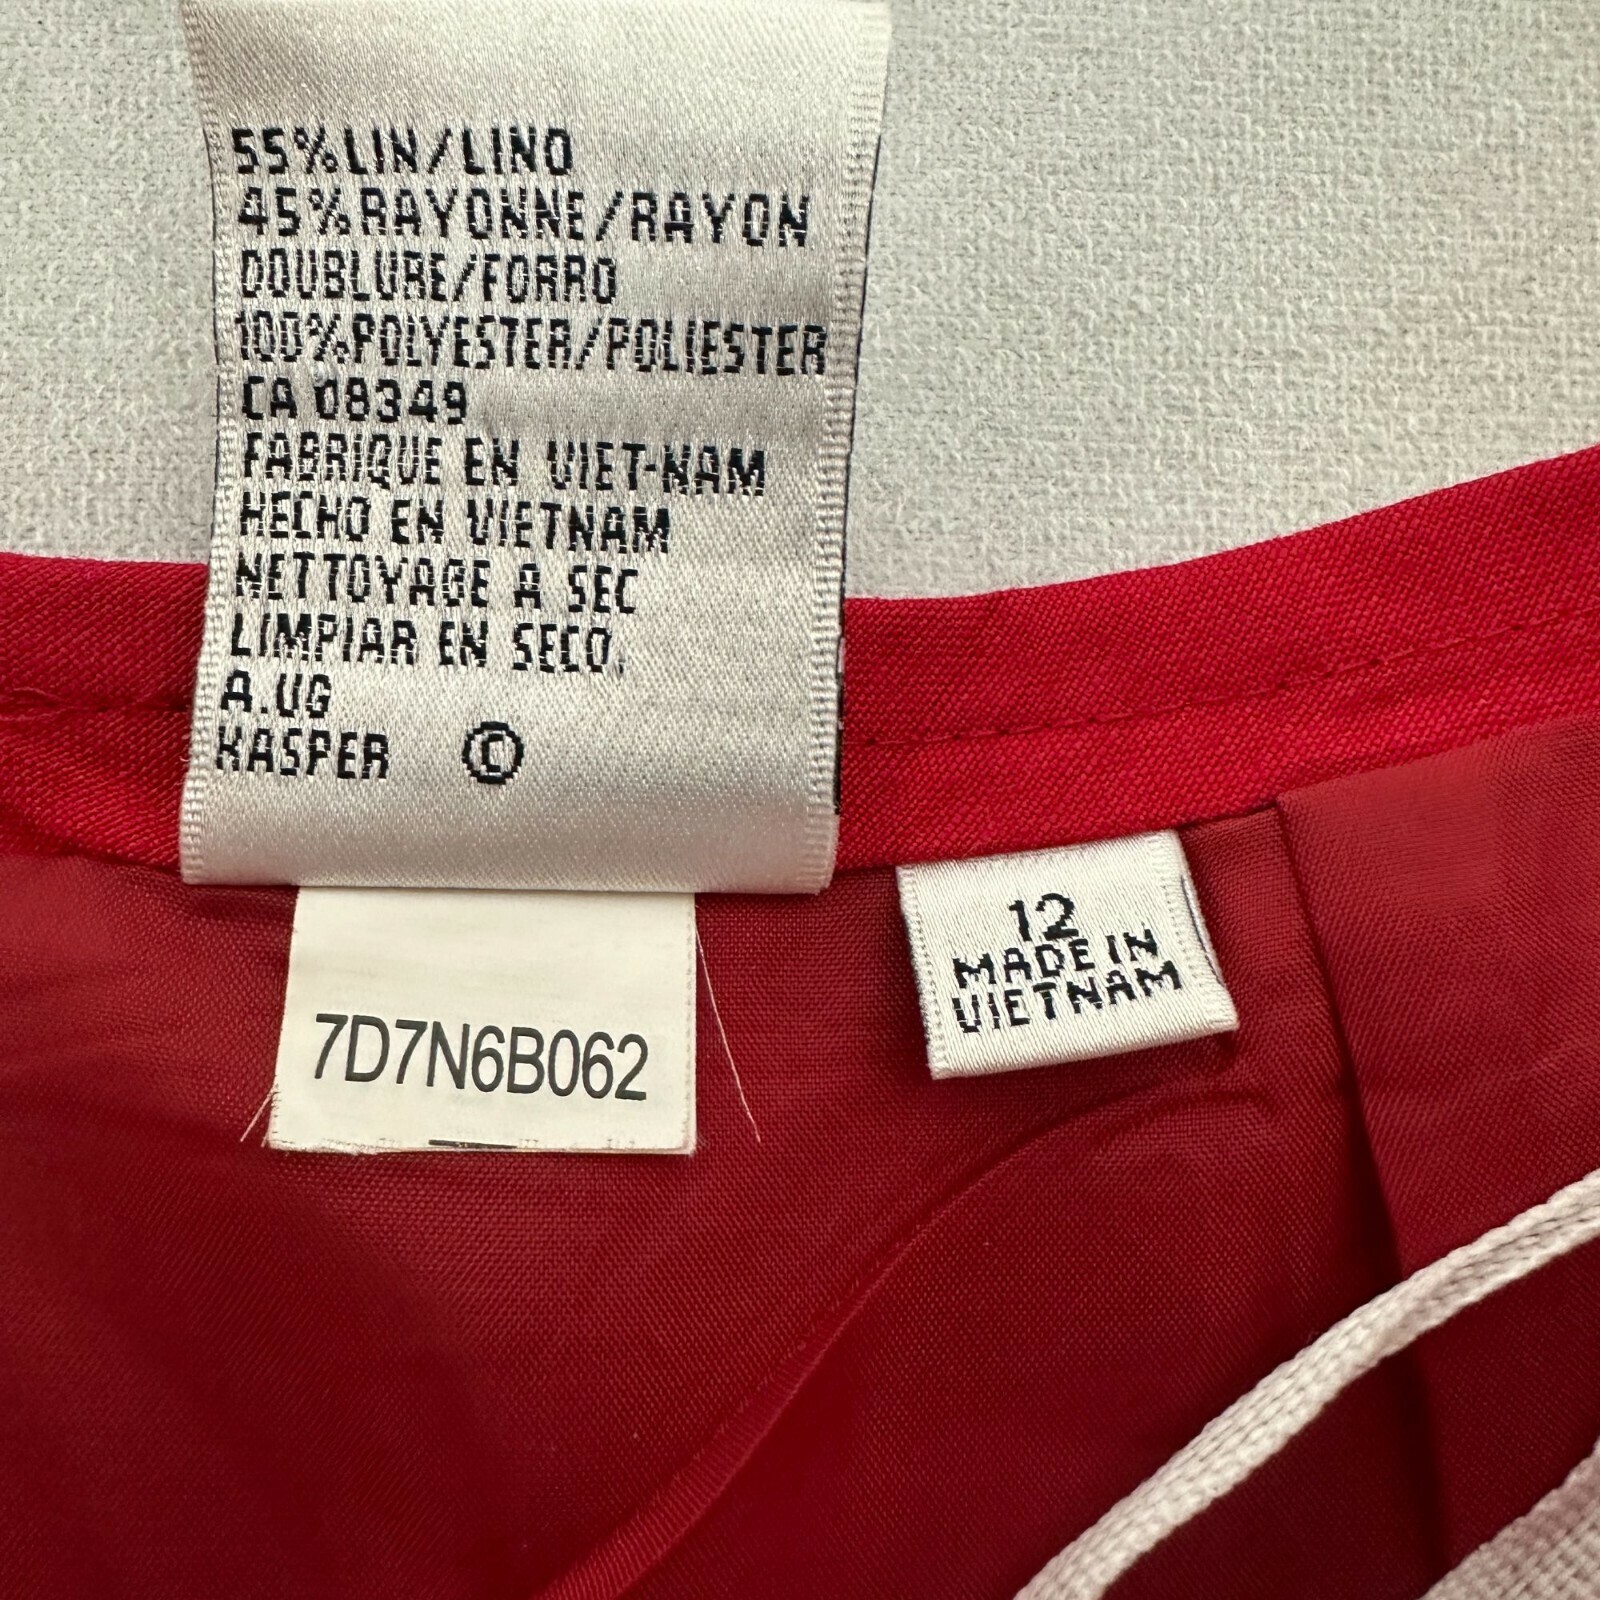 55%LIN/LINO
45%RAYONNE/RAYON
DOUBLURE/FORRO
100%POLYESTER/POLIESTER
CA 08349
FABRIQUE EN VIET-NAM
HECHO EN VIETNAM
NETTOYAGE A SEC
LIMPIAR EN SECO.
A.UG
KASPER ©
7D7N6B062
12
MADE IN
VIETNAM